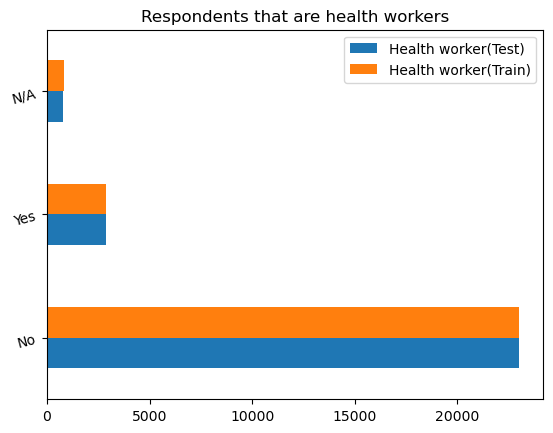 Respondents that are health workers
Health worker(Test)
Health worker(Train)
N/A
Yes
No
0 5000 10000 15000 20000